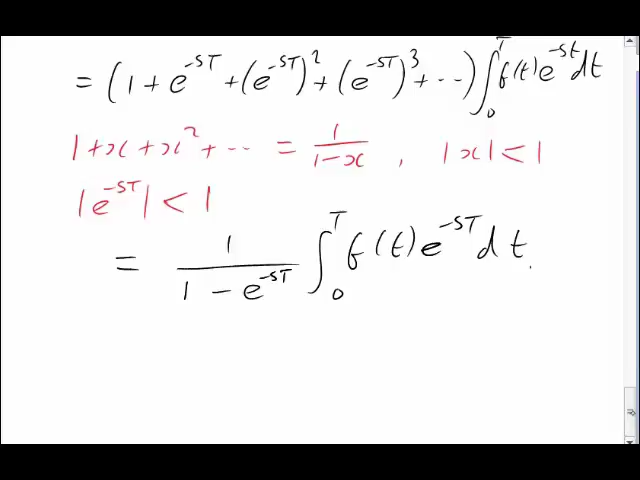 = (1 + e^{-ST} + (e^{-ST})^2 + (e^{-ST})^3 + ...) ∫_0^T f(t) e^{-st} dt
1 + x + x^2 + ... = 1/(1-x) , |x| < 1
|e^{-ST}| < 1
= 1/(1 - e^{-ST}) ∫_0^T f(t) e^{-ST} dt.